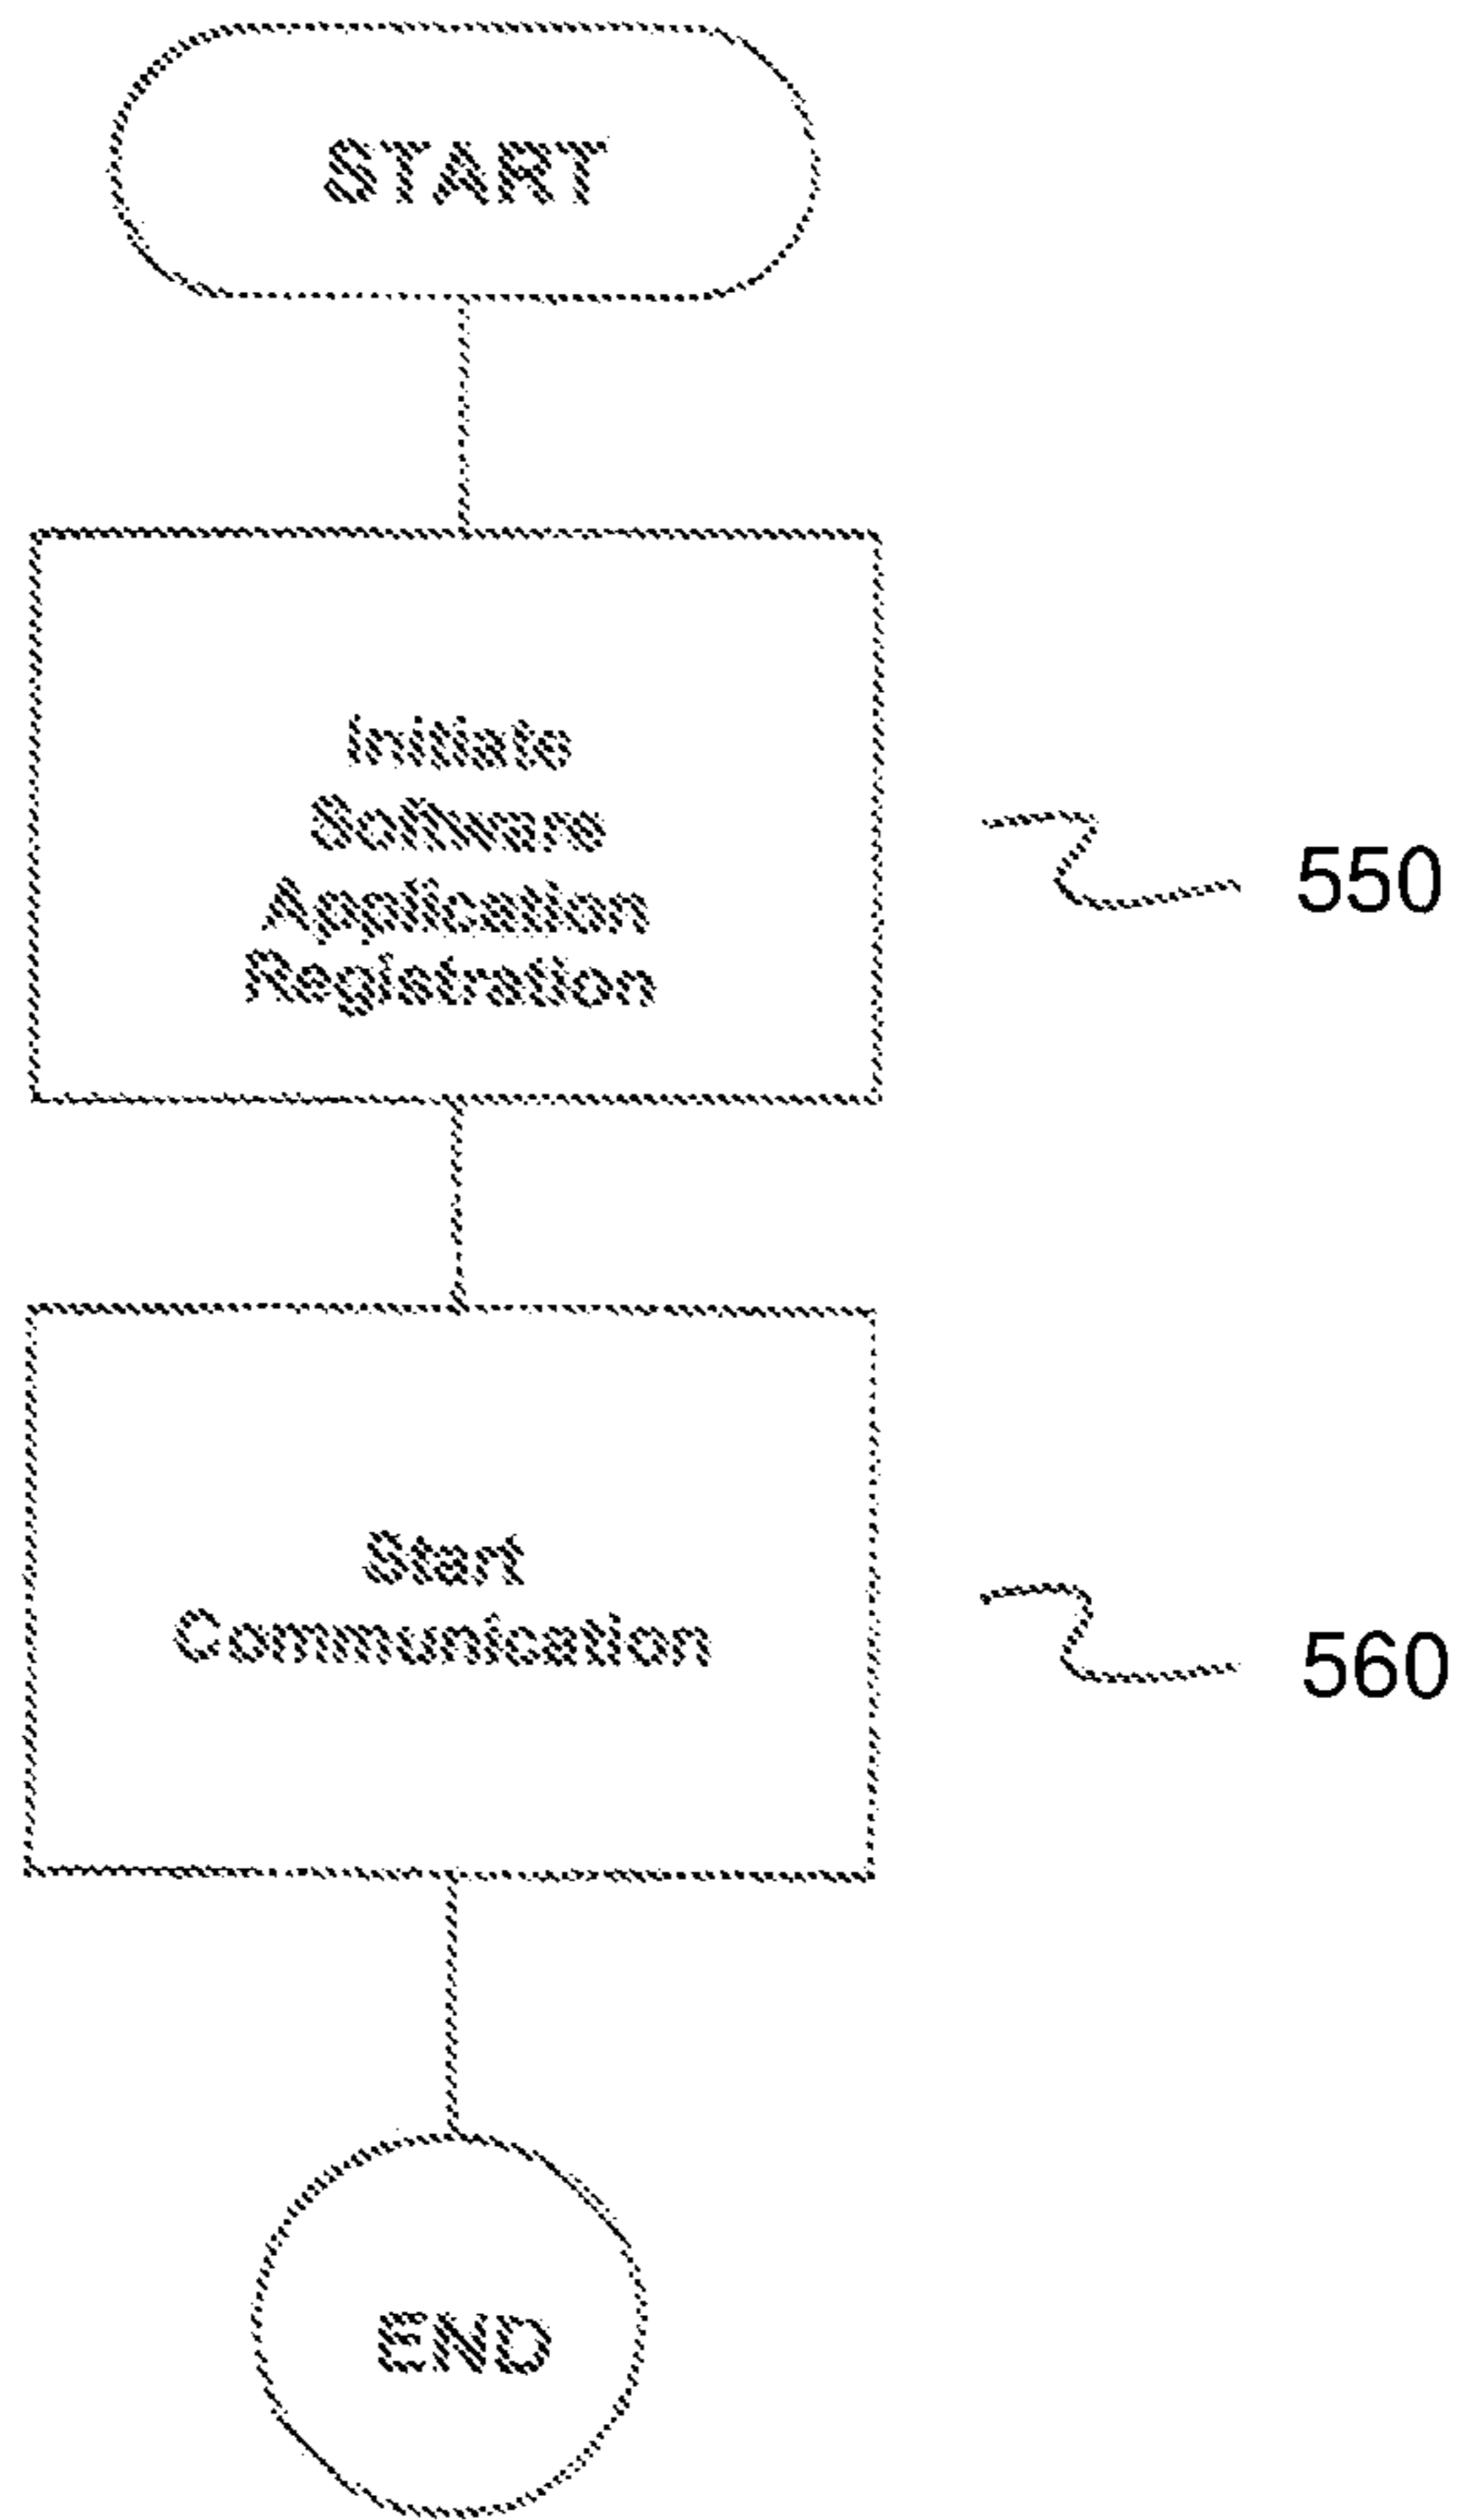 START
Initiate
Software
Application
Registration
550
Start
Communication
560
END